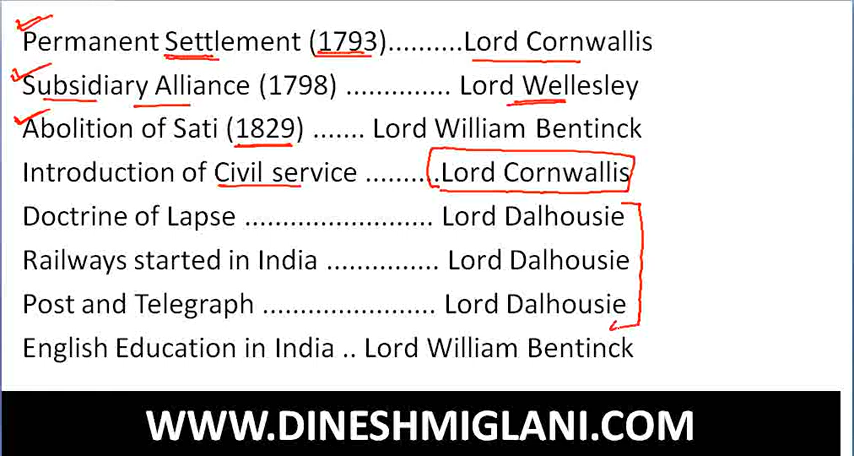 Permanent Settlement (1793)..........Lord Cornwallis
Subsidiary Alliance (1798) .............. Lord Wellesley
Abolition of Sati (1829) ....... Lord William Bentinck
Introduction of Civil service ..........Lord Cornwallis
Doctrine of Lapse ......................... Lord Dalhousie
Railways started in India ............... Lord Dalhousie
Post and Telegraph ....................... Lord Dalhousie
English Education in India .. Lord William Bentinck
WWW.DINESHMIGLANI.COM